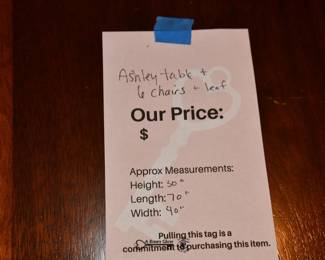 Ashley table +
6 chairs + leaf
Our Price:
$
Approx Measurements:
Height: 30"
Length: 70"
Width: 40"
Pulling this tag is a
commitment to purchasing this item.